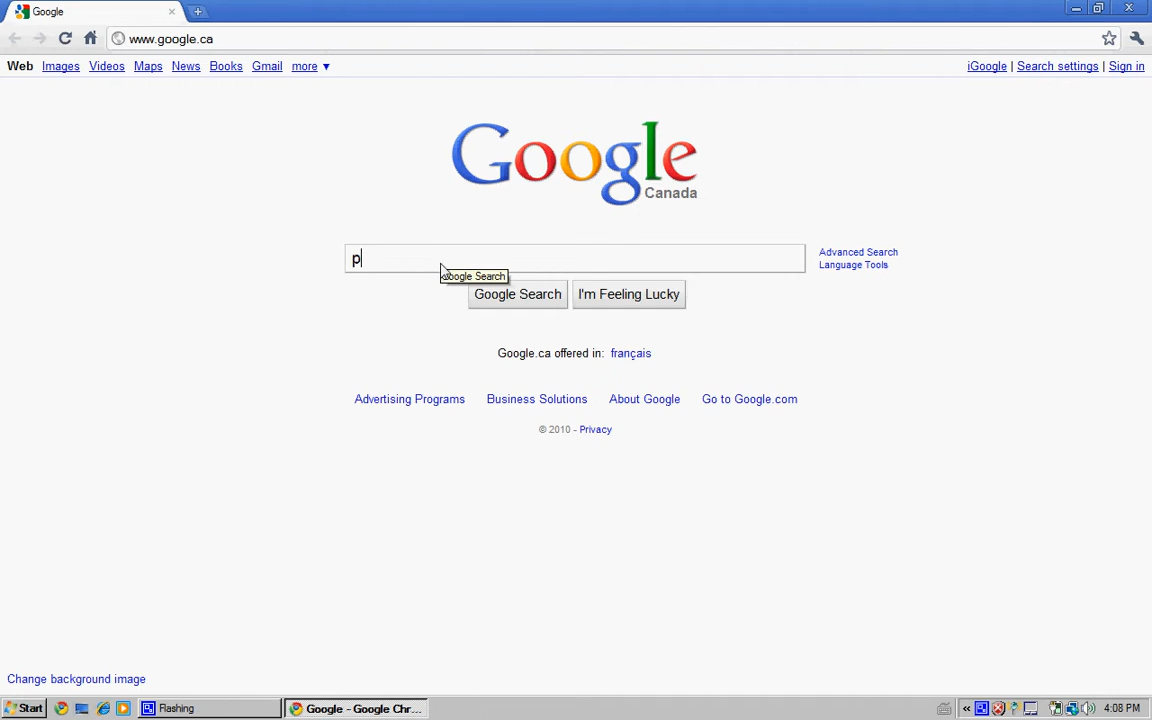 Google
www.google.ca
Web Images Videos Maps News Books Gmail more ▼ iGoogle | Search settings | Sign in
Google
Canada
p
Advanced Search
Language Tools
Google Search
Google Search I'm Feeling Lucky
Google.ca offered in: français
Advertising Programs Business Solutions About Google Go to Google.com
© 2010 - Privacy
Change background image
Start Flashing Google - Google Chr... « 4:08 PM